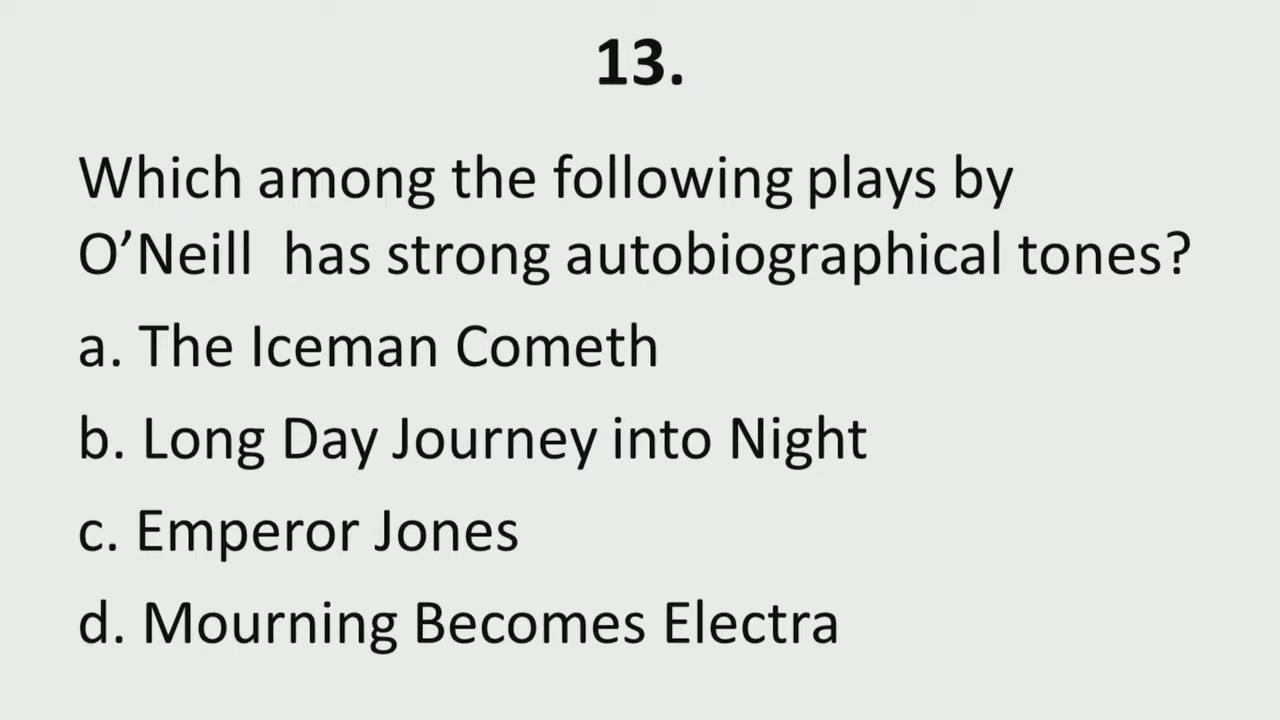 13.
Which among the following plays by
O’Neill  has strong autobiographical tones?
a. The Iceman Cometh
b. Long Day Journey into Night
c. Emperor Jones
d. Mourning Becomes Electra